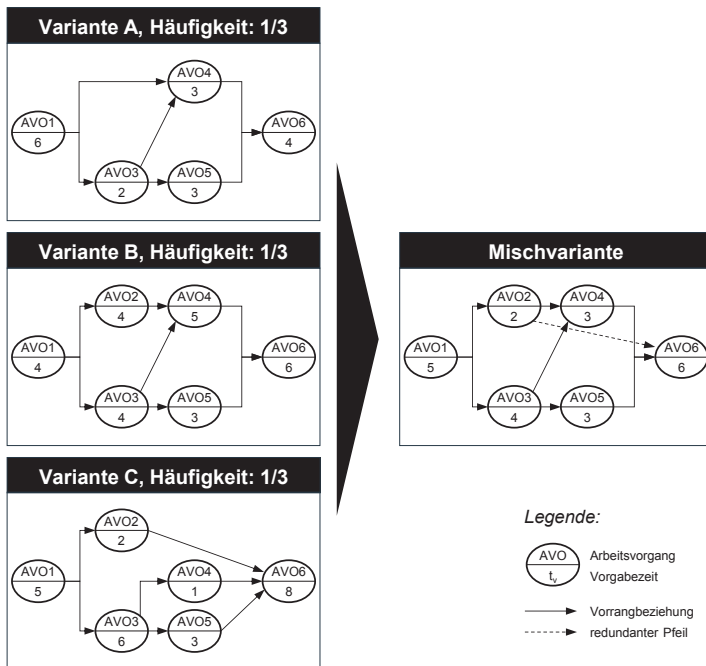 Variante A, Häufigkeit: 1/3
AVO4
3
AVO1
6
AVO6
4
AVO3
2
AVO5
3
Variante B, Häufigkeit: 1/3
AVO2
4
AVO4
5
AVO1
4
AVO6
6
AVO3
4
AVO5
3
Variante C, Häufigkeit: 1/3
AVO2
2
AVO1
5
AVO4
1
AVO6
8
AVO3
6
AVO5
3
Mischvariante
AVO2
2
AVO4
3
AVO1
5
AVO6
6
AVO3
4
AVO5
3
Legende:
AVO Arbeitsvorgang
tv Vorgabezeit
Vorrangbeziehung
redundanter Pfeil